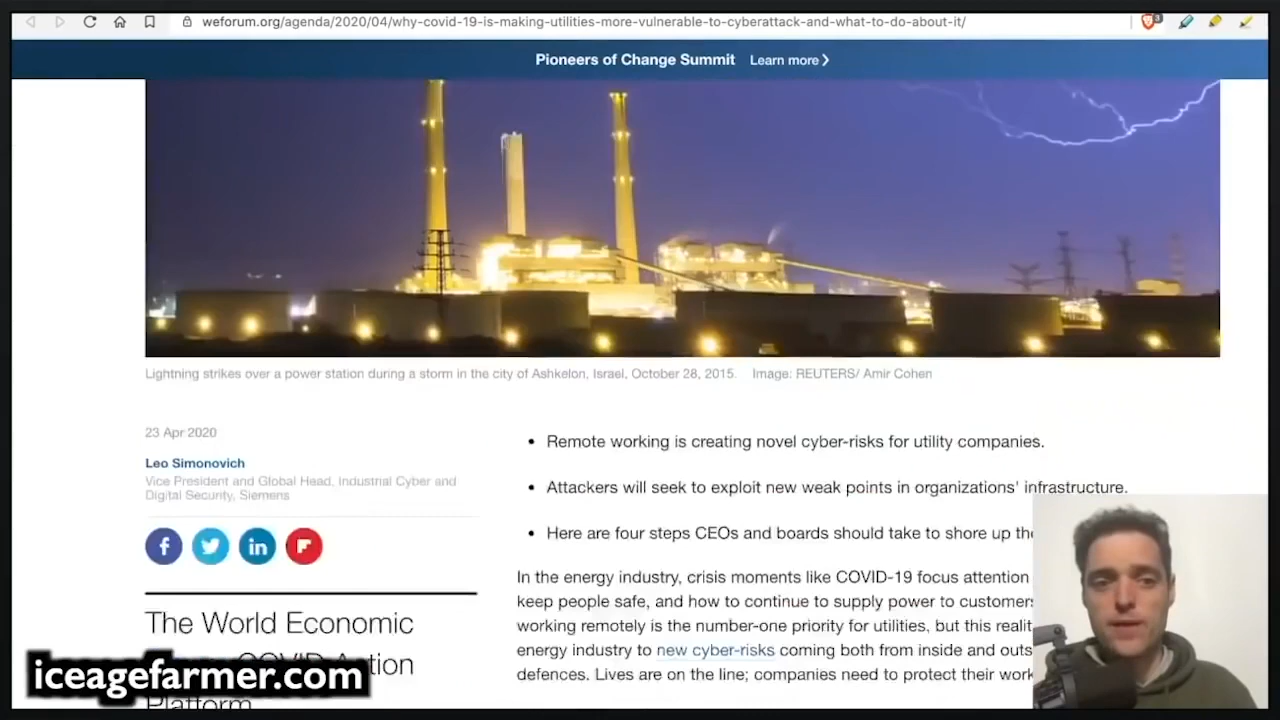 weforum.org/agenda/2020/04/why-covid-19-is-making-utilities-more-vulnerable-to-cyberattack-and-what-to-do-about-it/
3
Pioneers of Change Summit Learn more
Lightning strikes over a power station during a storm in the city of Ashkelon, Israel, October 28, 2015. Image: REUTERS/ Amir Cohen
23 Apr 2020
Leo Simonovich
Vice President and Global Head, Industrial Cyber and
Digital Security, Siemens
The World Economic
COVID Action
Platform
• Remote working is creating novel cyber-risks for utility companies.
• Attackers will seek to exploit new weak points in organizations' infrastructure.
• Here are four steps CEOs and boards should take to shore up
In the energy industry, crisis moments like COVID-19 focus attention
keep people safe, and how to continue to supply power to customers
working remotely is the number-one priority for utilities, but this
energy industry to new cyber-risks coming both from inside and
defences. Lives are on the line; companies need to protect their
iceagefarmer.com